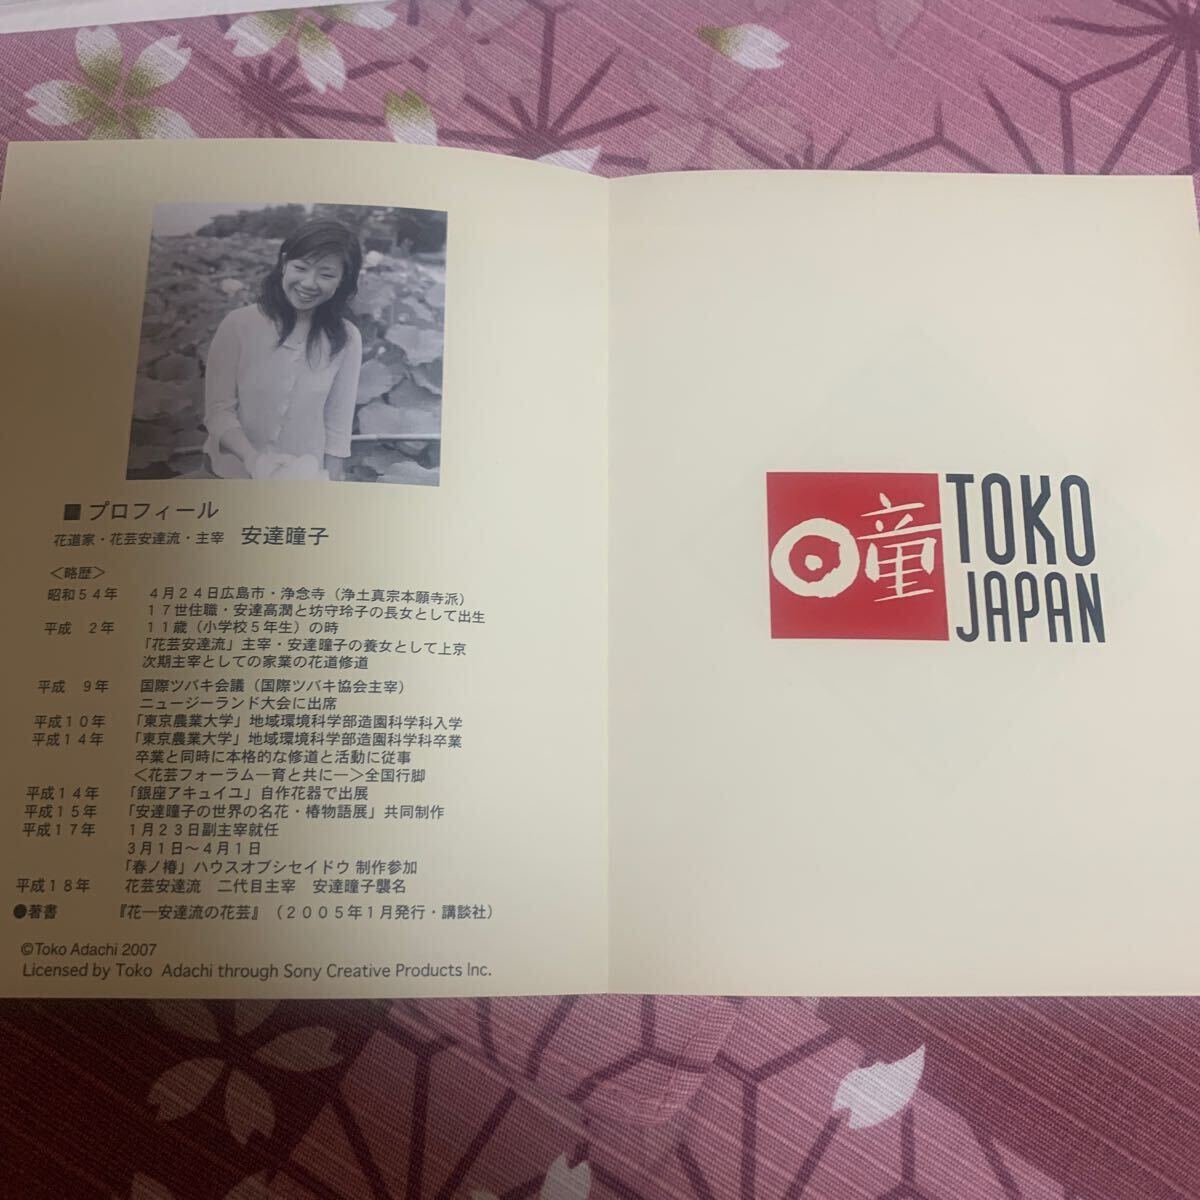 ■ プロフィール
花道家・花芸安達流・主宰　安達曈子
＜略歴＞
昭和５４年　４月２４日広島市・浄念寺（浄土真宗本願寺派）
１７世住職・安達高潤と坊守玲子の長女として出生
平成　２年　１１歳（小学校５年生）の時
「花芸安達流」主宰・安達曈子の養女として上京
次期主宰としての家業の花道修道
平成　９年　国際ツバキ会議（国際ツバキ協会主宰）
ニュージーランド大会に出席
平成１０年　「東京農業大学」地域環境科学部造園科学科入学
平成１４年　「東京農業大学」地域環境科学部造園科学科卒業
卒業と同時に本格的な修道と活動に従事
＜花芸フォーラム―育と共に―＞全国行脚
平成１４年　「銀座アキュイユ」自作花器で出展
平成１５年　「安達曈子の世界の名花・椿物語展」共同制作
平成１７年　１月２３日副主宰就任
３月１日～４月１日
「春ノ椿」ハウスオブシセイドウ 制作参加
平成１８年　花芸安達流　二代目主宰　安達曈子襲名
●著書　『花―安達流の花芸』（２００５年１月発行・講談社）
©Toko Adachi 2007
Licensed by Toko Adachi through Sony Creative Products Inc.
曈
TOKO
JAPAN